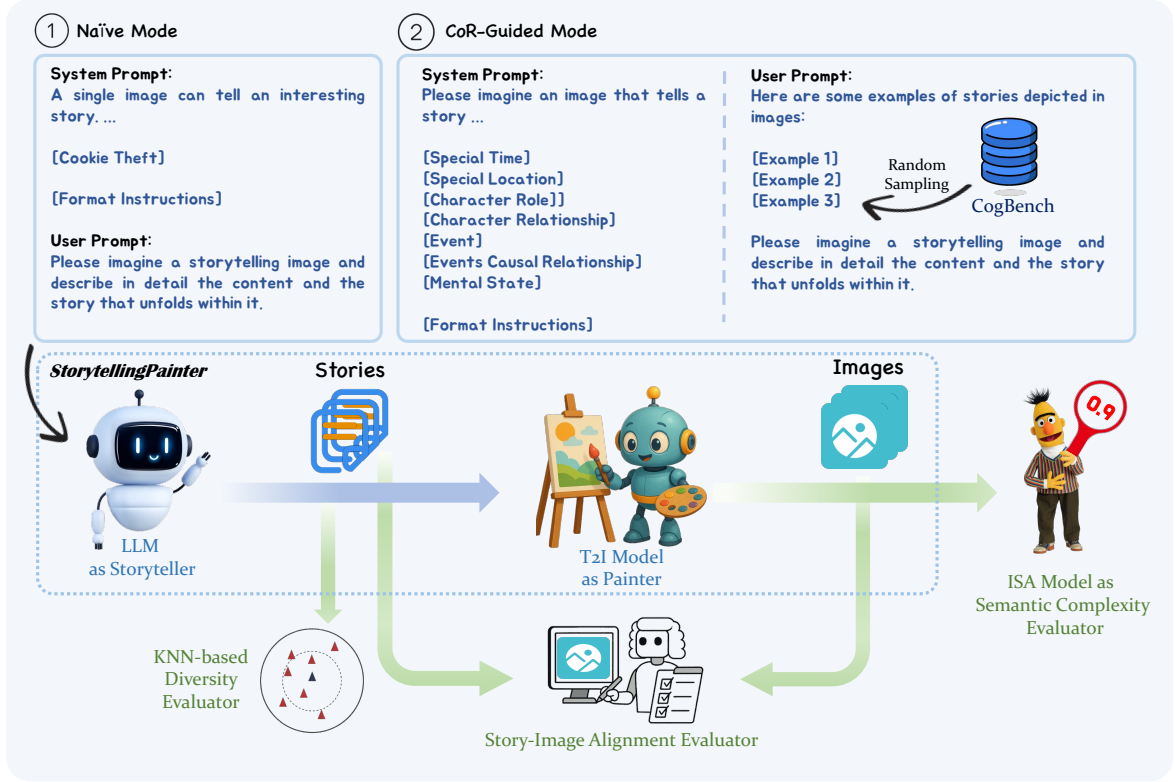 1 Naïve Mode
System Prompt:
A single image can tell an interesting
story. ...
[Cookie Theft]
[Format Instructions]
User Prompt:
Please imagine a storytelling image and
describe in detail the content and the
story that unfolds within it.
2 CoR-Guided Mode
System Prompt:
Please imagine an image that tells a
story ...
[Special Time]
[Special Location]
[Character Role]]
[Character Relationship]
[Event]
[Events Causal Relationship]
[Mental State]
[Format Instructions]
User Prompt:
Here are some examples of stories depicted in
images:
[Example 1]
[Example 2]
[Example 3]
Random
Sampling
CogBench
Please imagine a storytelling image and
describe in detail the content and the story
that unfolds within it.
StorytellingPainter
Stories
Images
0.9
LLM
as Storyteller
T2I Model
as Painter
ISA Model as
Semantic Complexity
Evaluator
KNN-based
Diversity
Evaluator
Story-Image Alignment Evaluator